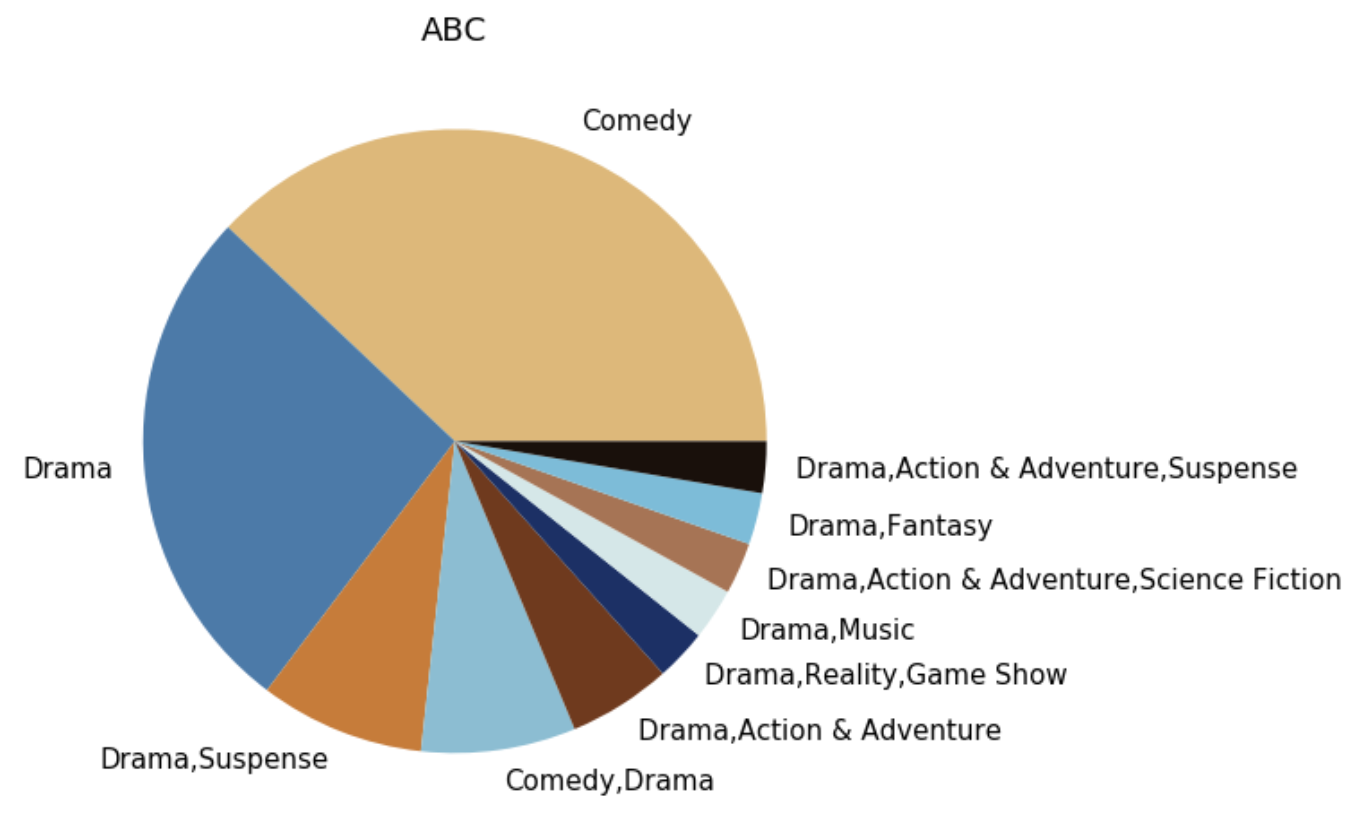 ABC
Comedy
Drama
Drama,Action & Adventure,Suspense
Drama,Fantasy
Drama,Action & Adventure,Science Fiction
Drama,Music
Drama,Reality,Game Show
Drama,Action & Adventure
Drama,Suspense
Comedy,Drama